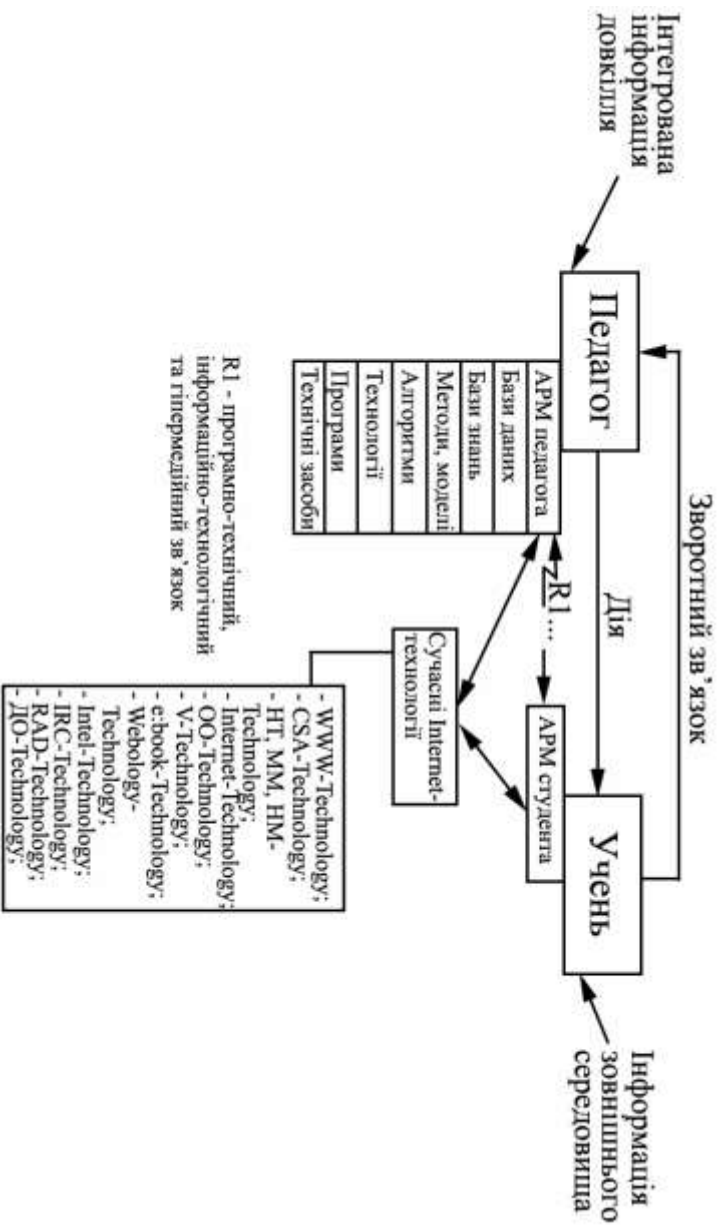 Зворотний зв’язок
Інтегрована
інформація
довкілля
Педагог
Дія
Учень
Інформація
зовнішнього
середовища
АРМ педагога
Бази даних
Бази знань
Методи, моделі
Алгоритми
Технології
Програми
Технічні засоби
R1...
АРМ студента
Сучасні Internet-
технології
- WWW-Technology;
- CSA-Technology;
- HT, MM, HM-
Technology;
- Internet-Technology;
- OO-Technology;
- V-Technology;
- e:book-Technology;
- Webology-
Technology;
- Intel-Technology;
- IRC-Technology;
- RAD-Technology;
- ДО-Technology;
R1 - програмно-технічний,
інформаційно-технологічний
та гіпермедійний зв’язок